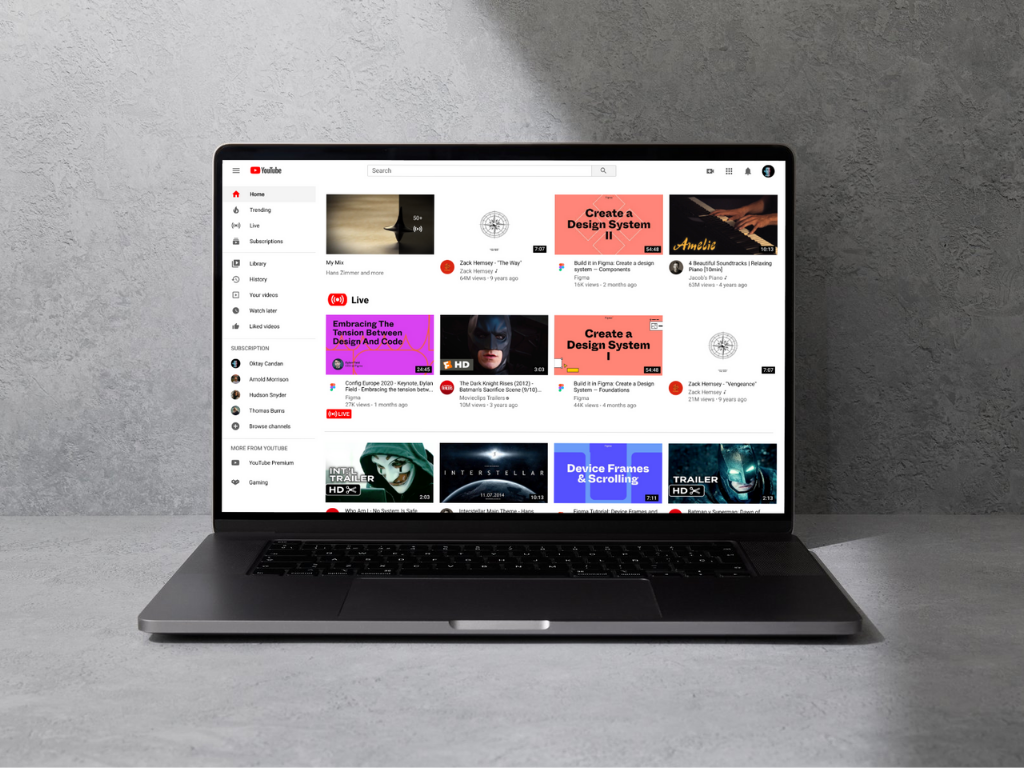 YouTube
Search
Home
Trending
Live
Subscriptions
Library
History
Your videos
Watch later
Liked videos
SUBSCRIPTION
Oktay Candan
Arnold Morrison
Hudson Snyder
Thomas Burns
Browse channels
MORE FROM YOUTUBE
YouTube Premium
Gaming
50+
My Mix
Hans Zimmer and more
7:07
Zack Hemsey - "The Way"
Zack Hemsey ♪
64M views · 9 years ago
Create a
Design System
II
54:48
Build it in Figma: Create a design
system — Components
Figma
16K views · 2 months ago
Amelie
10:13
4 Beautiful Soundtracks | Relaxing
Piano [10min]
Jacob's Piano ♪
63M views · 4 years ago
Live
Embracing The
Tension Between
Design And Code
24:45
Config Europe 2020 - Keynote, Dylan
Field - Embracing the tension betw...
Figma
27K views · 1 months ago
LIVE
HD
3:03
The Dark Knight Rises (2012) -
Batman's Sacrifice Scene (9/10)...
Movieclips Trailers
10M views · 3 years ago
Create a
Design System
I
54:48
Build it in Figma: Create a Design
System — Foundations
Figma
44K views · 4 months ago
7:07
Zack Hemsey - "Vengeance"
Zack Hemsey ♪
21M views · 9 years ago
INT'L
TRAILER
HD
2:03
Who Am I - No System Is Safe
INTERSTELLAR
11.07.2014
10:13
Interstellar Main Theme - Hans
Device Frames
& Scrolling
7:11
Figma Tutorial: Device Frames and
TRAILER
HD
2:13
Batman v Superman: Dawn of